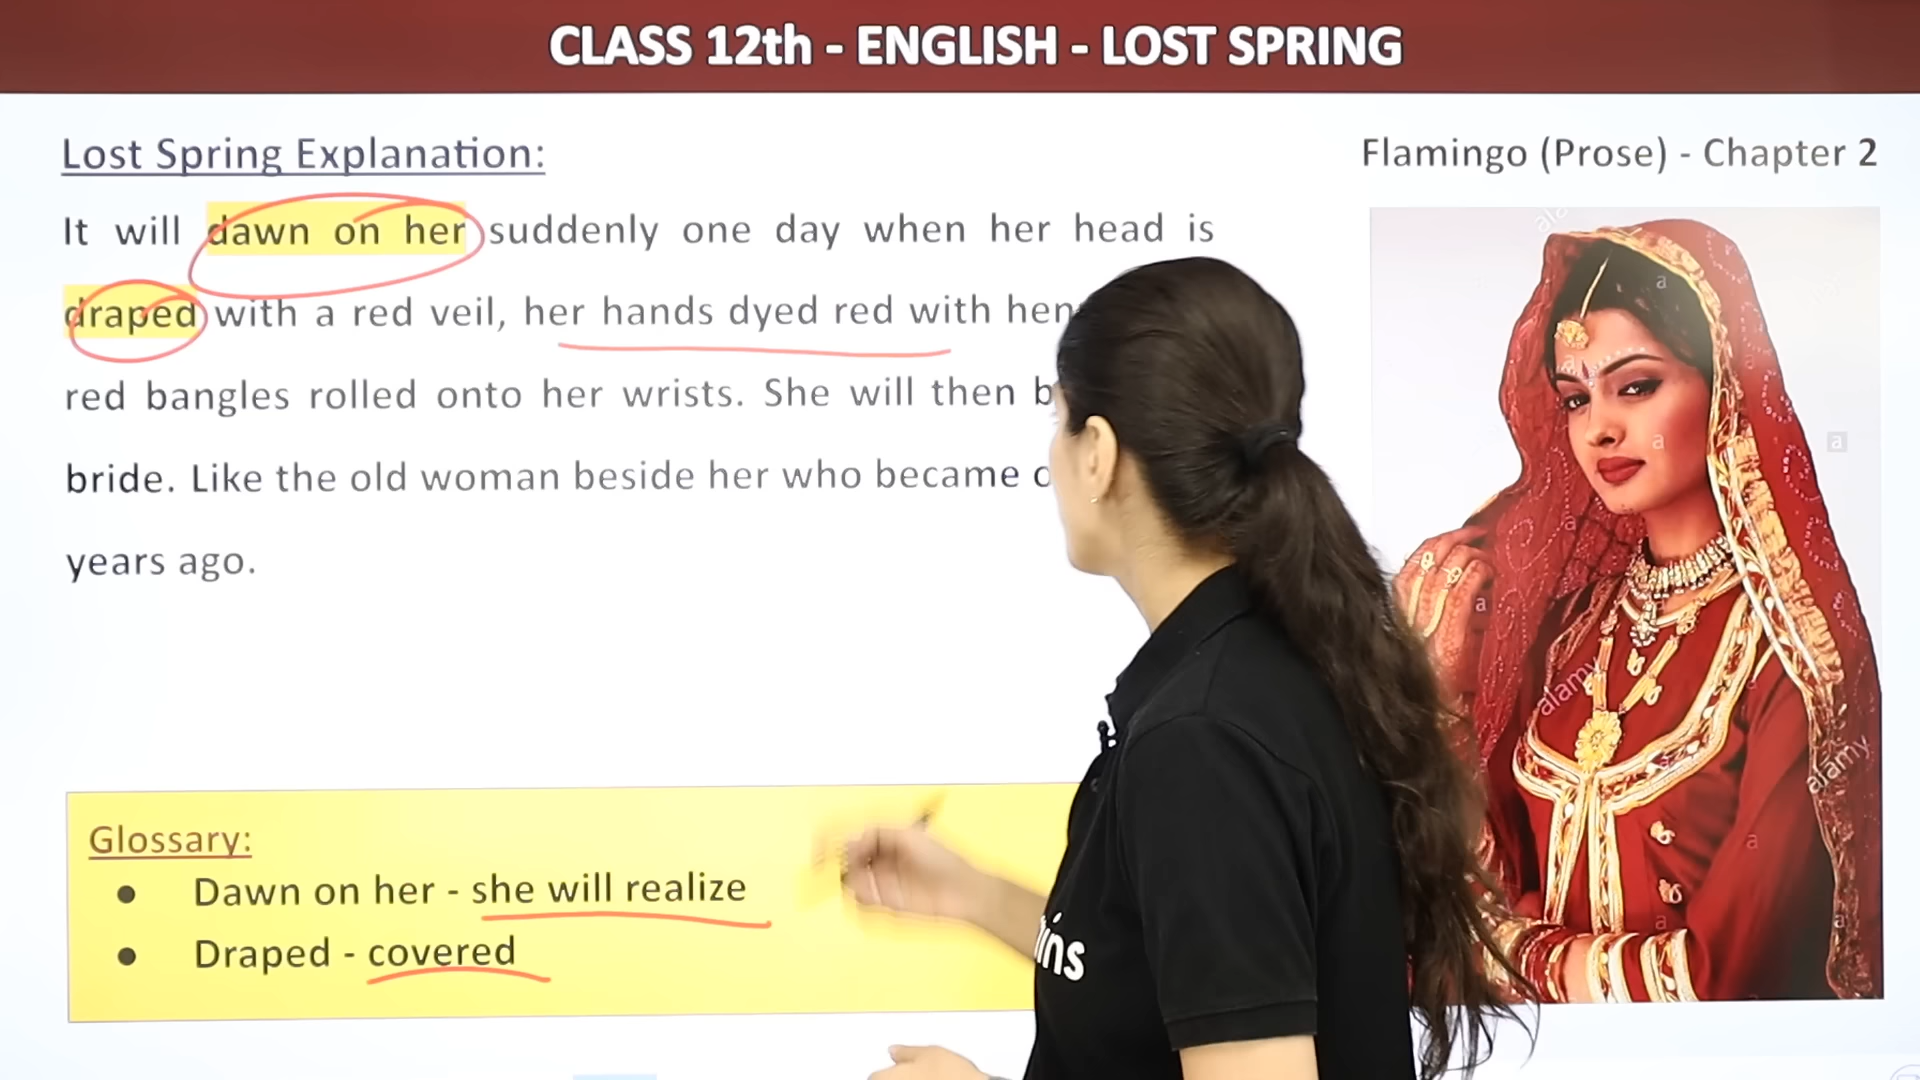 CLASS 12th - ENGLISH - LOST SPRING
Lost Spring Explanation:
Flamingo (Prose) - Chapter 2
It will dawn on her suddenly one day when her head is
draped with a red veil, her hands dyed red with
red bangles rolled onto her wrists. She will then
bride. Like the old woman beside her who became
years ago.
Glossary:
● Dawn on her - she will realize
● Draped - covered
ins
alamy
alamy